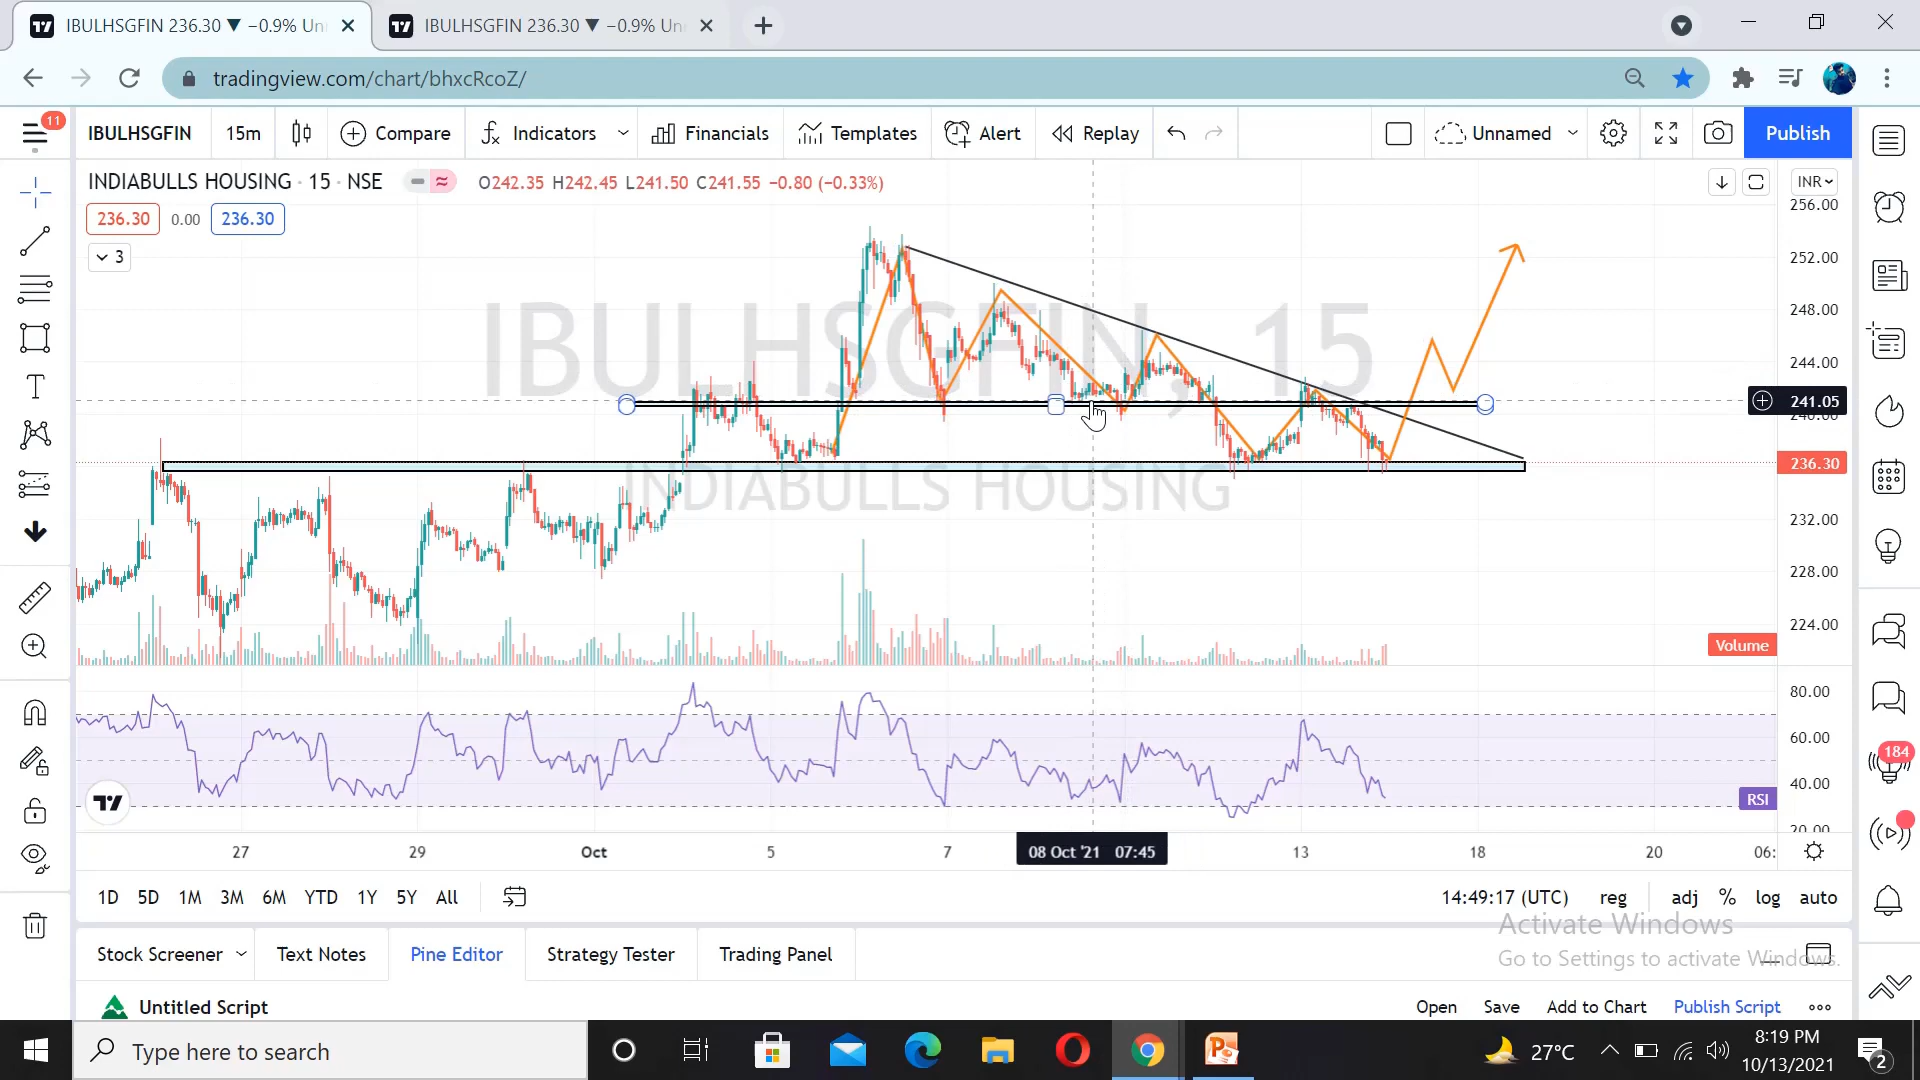 IBULHSGFIN 236.30 ▼ −0.9% Un
IBULHSGFIN 236.30 ▼ −0.9% Un
tradingview.com/chart/bhxcRcoZ/
11
IBULHSGFIN
15m
Compare
Indicators
Financials
Templates
Alert
Replay
Unnamed
Publish
INDIABULLS HOUSING · 15 · NSE
O242.35 H242.45 L241.50 C241.55 −0.80 (−0.33%)
INR
236.30
0.00
236.30
3
IBULHSGFIN, 15
INDIABULLS HOUSING
256.00
252.00
248.00
244.00
241.05
240.00
236.30
232.00
228.00
224.00
Volume
80.00
60.00
40.00
RSI
20.00
184
27
29
Oct
5
7
08 Oct '21 07:45
13
18
20
06:
1D 5D 1M 3M 6M YTD 1Y 5Y All
14:49:17 (UTC)
reg
adj % log auto
Activate Windows
Go to Settings to activate Windows.
Stock Screener
Text Notes
Pine Editor
Strategy Tester
Trading Panel
Untitled Script
Open
Save
Add to Chart
Publish Script
Type here to search
27°C
8:19 PM
10/13/2021
2